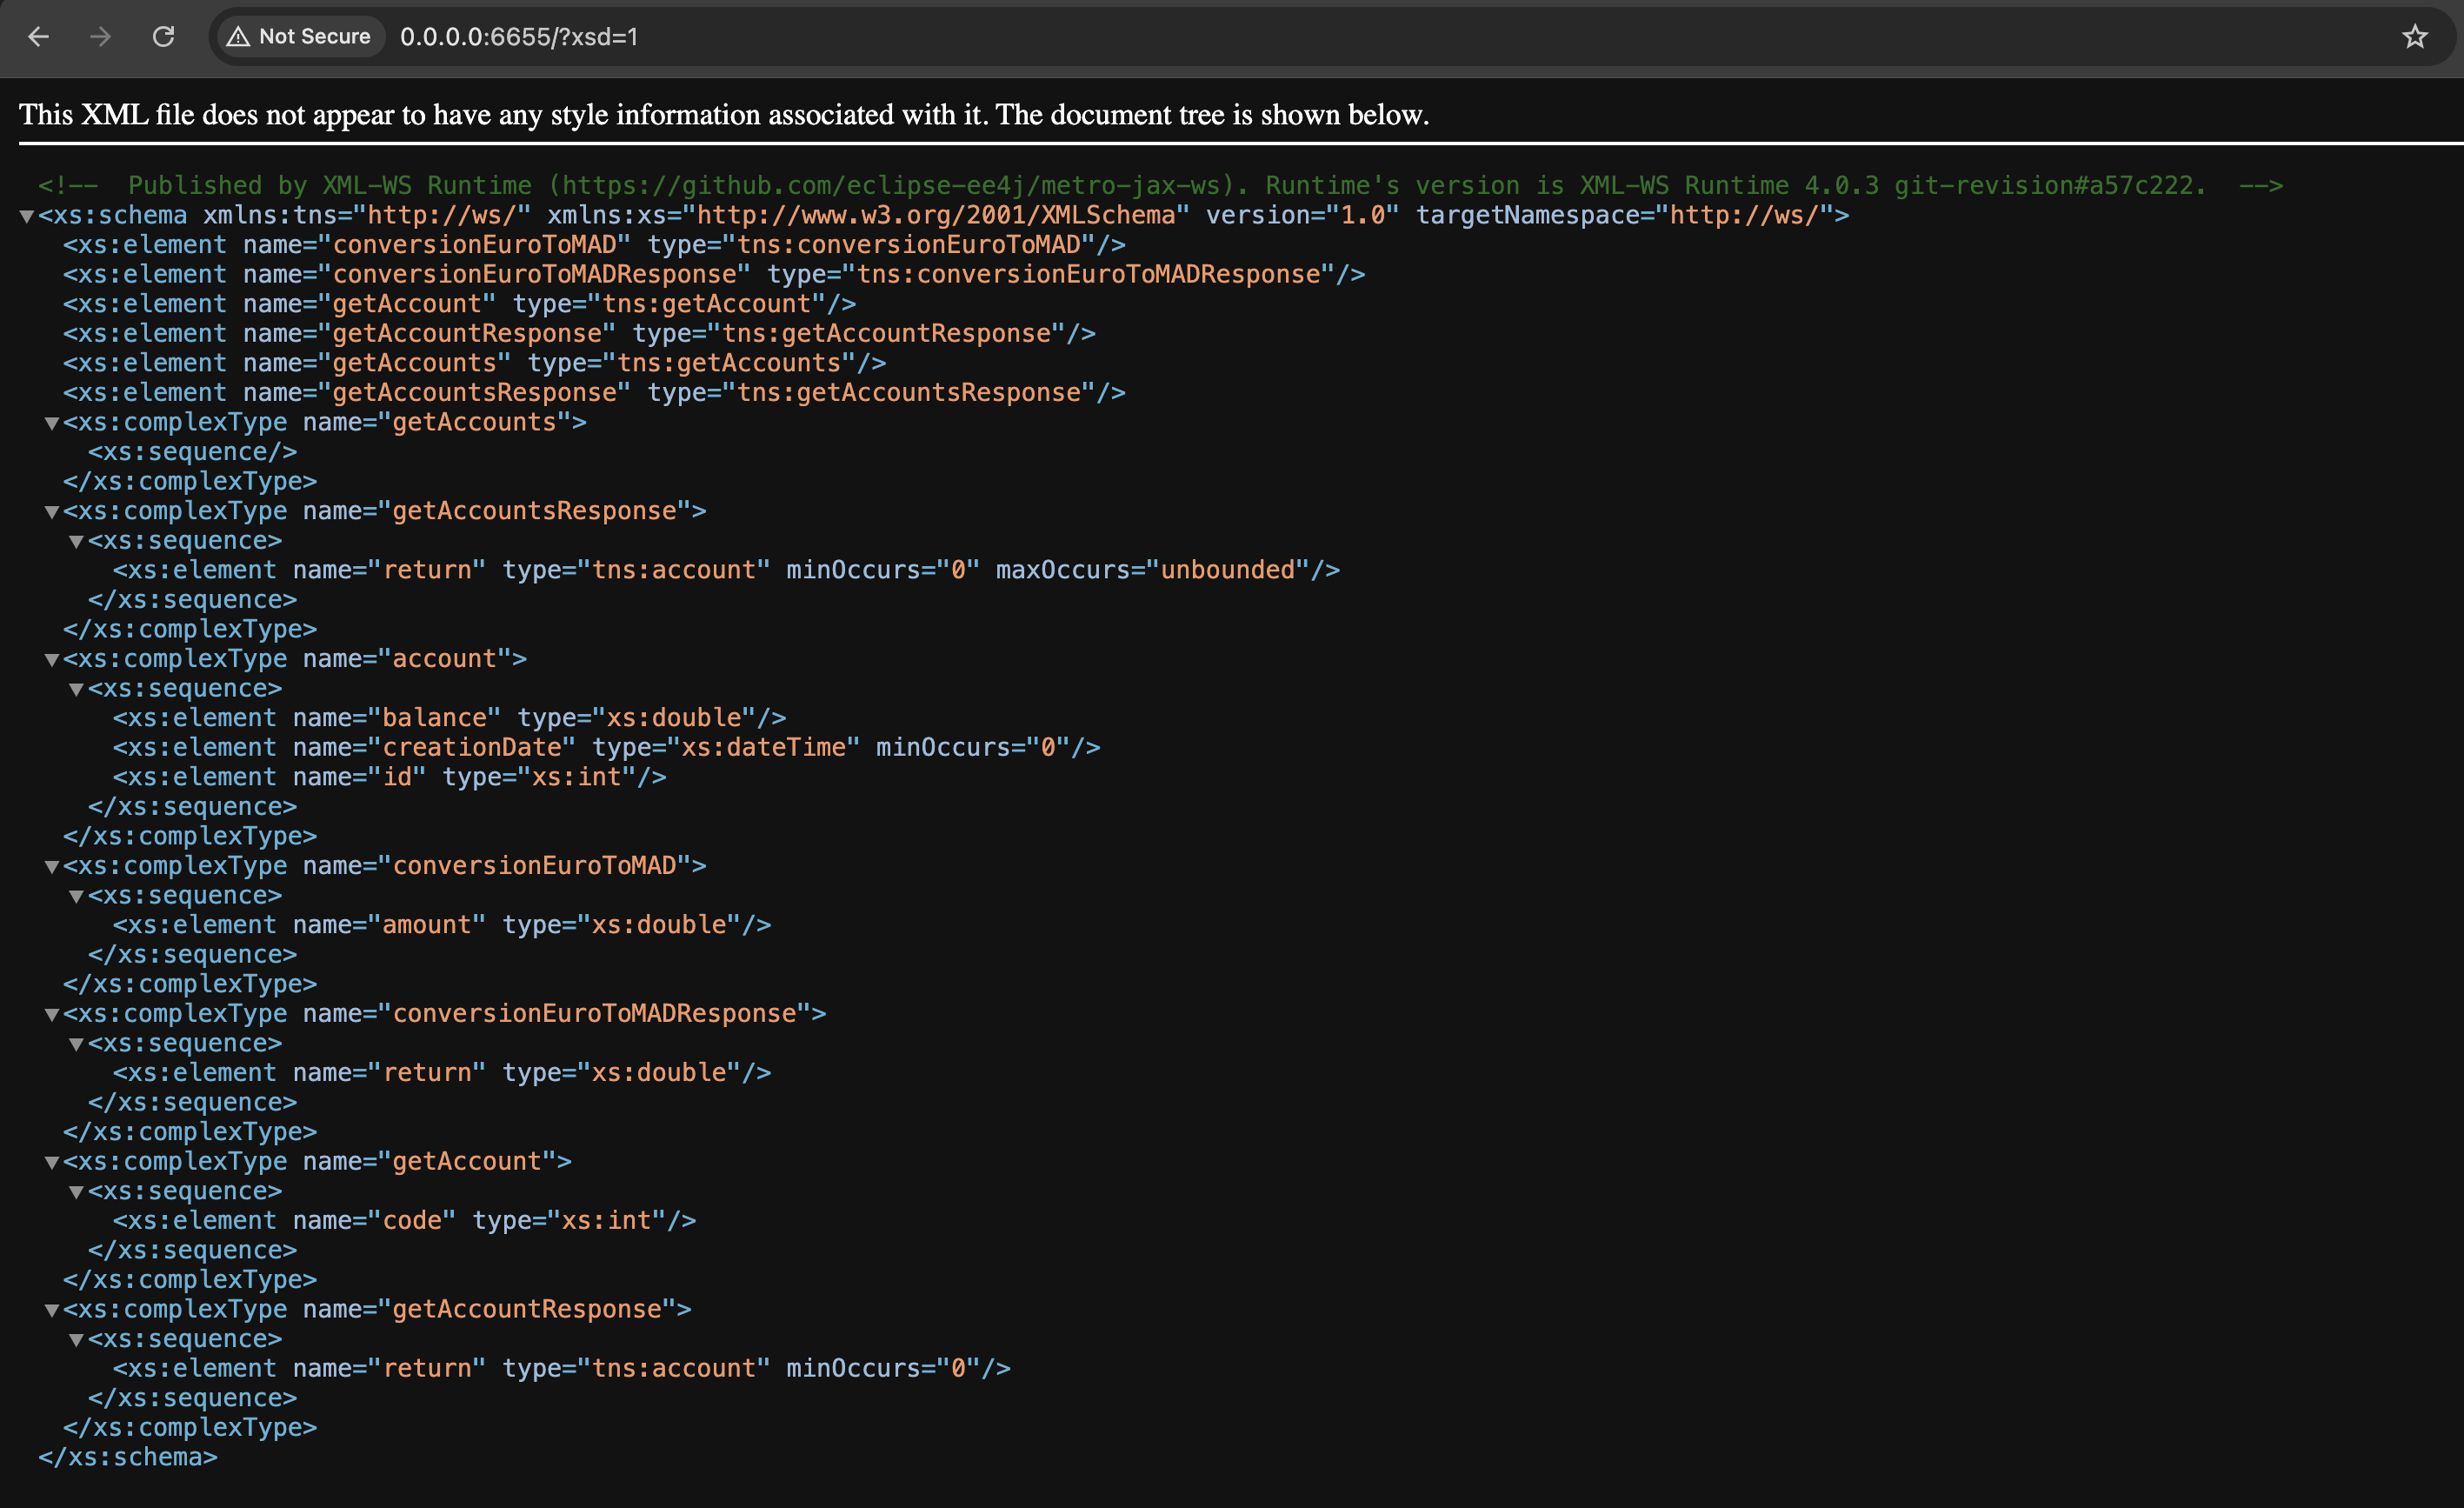 Not Secure 0.0.0.0:6655/?xsd=1
This XML file does not appear to have any style information associated with it. The document tree is shown below.
<!-- Published by XML-WS Runtime (https://github.com/eclipse-ee4j/metro-jax-ws). Runtime's version is XML-WS Runtime 4.0.3 git-revision#a57c222. -->
▼<xs:schema xmlns:tns="http://ws/" xmlns:xs="http://www.w3.org/2001/XMLSchema" version="1.0" targetNamespace="http://ws/">
<xs:element name="conversionEuroToMAD" type="tns:conversionEuroToMAD"/>
<xs:element name="conversionEuroToMADResponse" type="tns:conversionEuroToMADResponse"/>
<xs:element name="getAccount" type="tns:getAccount"/>
<xs:element name="getAccountResponse" type="tns:getAccountResponse"/>
<xs:element name="getAccounts" type="tns:getAccounts"/>
<xs:element name="getAccountsResponse" type="tns:getAccountsResponse"/>
▼<xs:complexType name="getAccounts">
<xs:sequence/>
</xs:complexType>
▼<xs:complexType name="getAccountsResponse">
▼<xs:sequence>
<xs:element name="return" type="tns:account" minOccurs="0" maxOccurs="unbounded"/>
</xs:sequence>
</xs:complexType>
▼<xs:complexType name="account">
▼<xs:sequence>
<xs:element name="balance" type="xs:double"/>
<xs:element name="creationDate" type="xs:dateTime" minOccurs="0"/>
<xs:element name="id" type="xs:int"/>
</xs:sequence>
</xs:complexType>
▼<xs:complexType name="conversionEuroToMAD">
▼<xs:sequence>
<xs:element name="amount" type="xs:double"/>
</xs:sequence>
</xs:complexType>
▼<xs:complexType name="conversionEuroToMADResponse">
▼<xs:sequence>
<xs:element name="return" type="xs:double"/>
</xs:sequence>
</xs:complexType>
▼<xs:complexType name="getAccount">
▼<xs:sequence>
<xs:element name="code" type="xs:int"/>
</xs:sequence>
</xs:complexType>
▼<xs:complexType name="getAccountResponse">
▼<xs:sequence>
<xs:element name="return" type="tns:account" minOccurs="0"/>
</xs:sequence>
</xs:complexType>
</xs:schema>